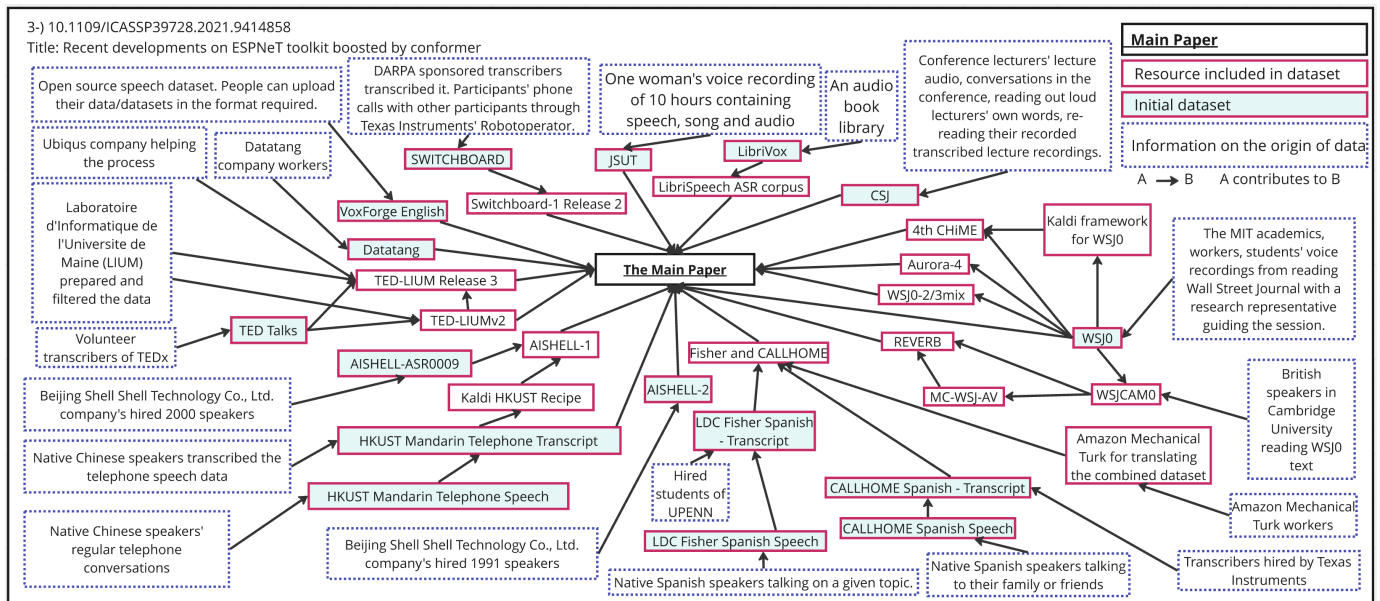 3-) 10.1109/ICASSP39728.2021.9414858
Title: Recent developments on ESPNeT toolkit boosted by conformer
Main Paper
Resource included in dataset
Initial dataset
Information on the origin of data
A → B A contributes to B
Open source speech dataset. People can upload
their data/datasets in the format required.
DARPA sponsored transcribers
transcribed it. Participants' phone
calls with other participants through
Texas Instruments' Robotoperator.
One woman's voice recording
of 10 hours containing
speech, song and audio
An audio
book
library
Conference lecturers' lecture
audio, conversations in the
conference, reading out loud
lecturers' own words, re-
reading their recorded
transcribed lecture recordings.
Ubiqus company helping
the process
Datatang
company workers
SWITCHBOARD
JSUT
LibriVox
LibriSpeech ASR corpus
CSJ
Switchboard-1 Release 2
VoxForge English
Datatang
Laboratoire
d'Informatique de
l'Universite de
Maine (LIUM)
prepared and
filtered the data
TED-LIUM Release 3
The Main Paper
4th CHiME
Kaldi framework
for WSJ0
Aurora-4
WSJ0-2/3mix
The MIT academics,
workers, students' voice
recordings from reading
Wall Street Journal with a
research representative
guiding the session.
TED-LIUMv2
TED Talks
Volunteer
transcribers of TEDx
AISHELL-1
Fisher and CALLHOME
REVERB
WSJ0
AISHELL-ASR0009
Beijing Shell Shell Technology Co., Ltd.
company's hired 2000 speakers
Kaldi HKUST Recipe
AISHELL-2
MC-WSJ-AV
WSJCAM0
British
speakers in
Cambridge
University
reading WSJ0
text
HKUST Mandarin Telephone Transcript
LDC Fisher Spanish
- Transcript
Native Chinese speakers transcribed the
telephone speech data
Hired
students of
UPENN
Amazon Mechanical
Turk for translating
the combined dataset
HKUST Mandarin Telephone Speech
CALLHOME Spanish - Transcript
Amazon Mechanical
Turk workers
Native Chinese speakers'
regular telephone
conversations
Beijing Shell Shell Technology Co., Ltd.
company's hired 1991 speakers
LDC Fisher Spanish Speech
CALLHOME Spanish Speech
Native Spanish speakers talking on a given topic.
Native Spanish speakers talking
to their family or friends
Transcribers hired by Texas
Instruments